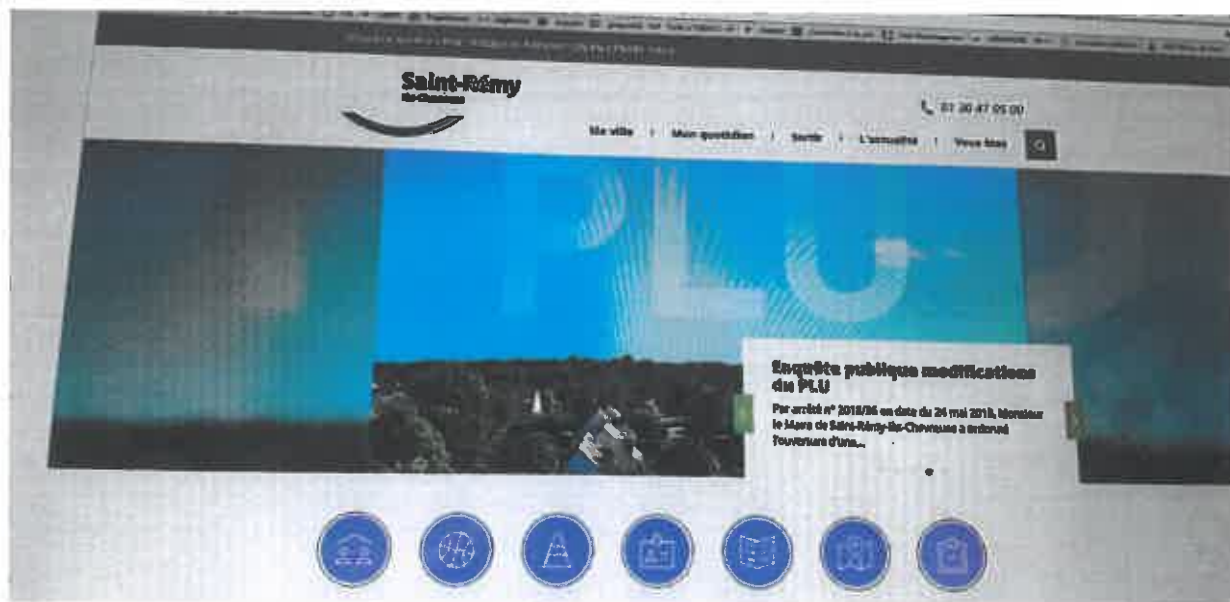 Saint-Rémy
lès-Chevreuse
01 30 47 05 00
Ma ville | Mon quotidien | Sortir | L'actualité | Vous êtes
PLU
Enquête publique modifications
du PLU
Par arrêté n° 2018/36 en date du 24 mai 2018, Monsieur
le Maire de Saint-Rémy-lès-Chevreuse a ordonné
l'ouverture d'une...